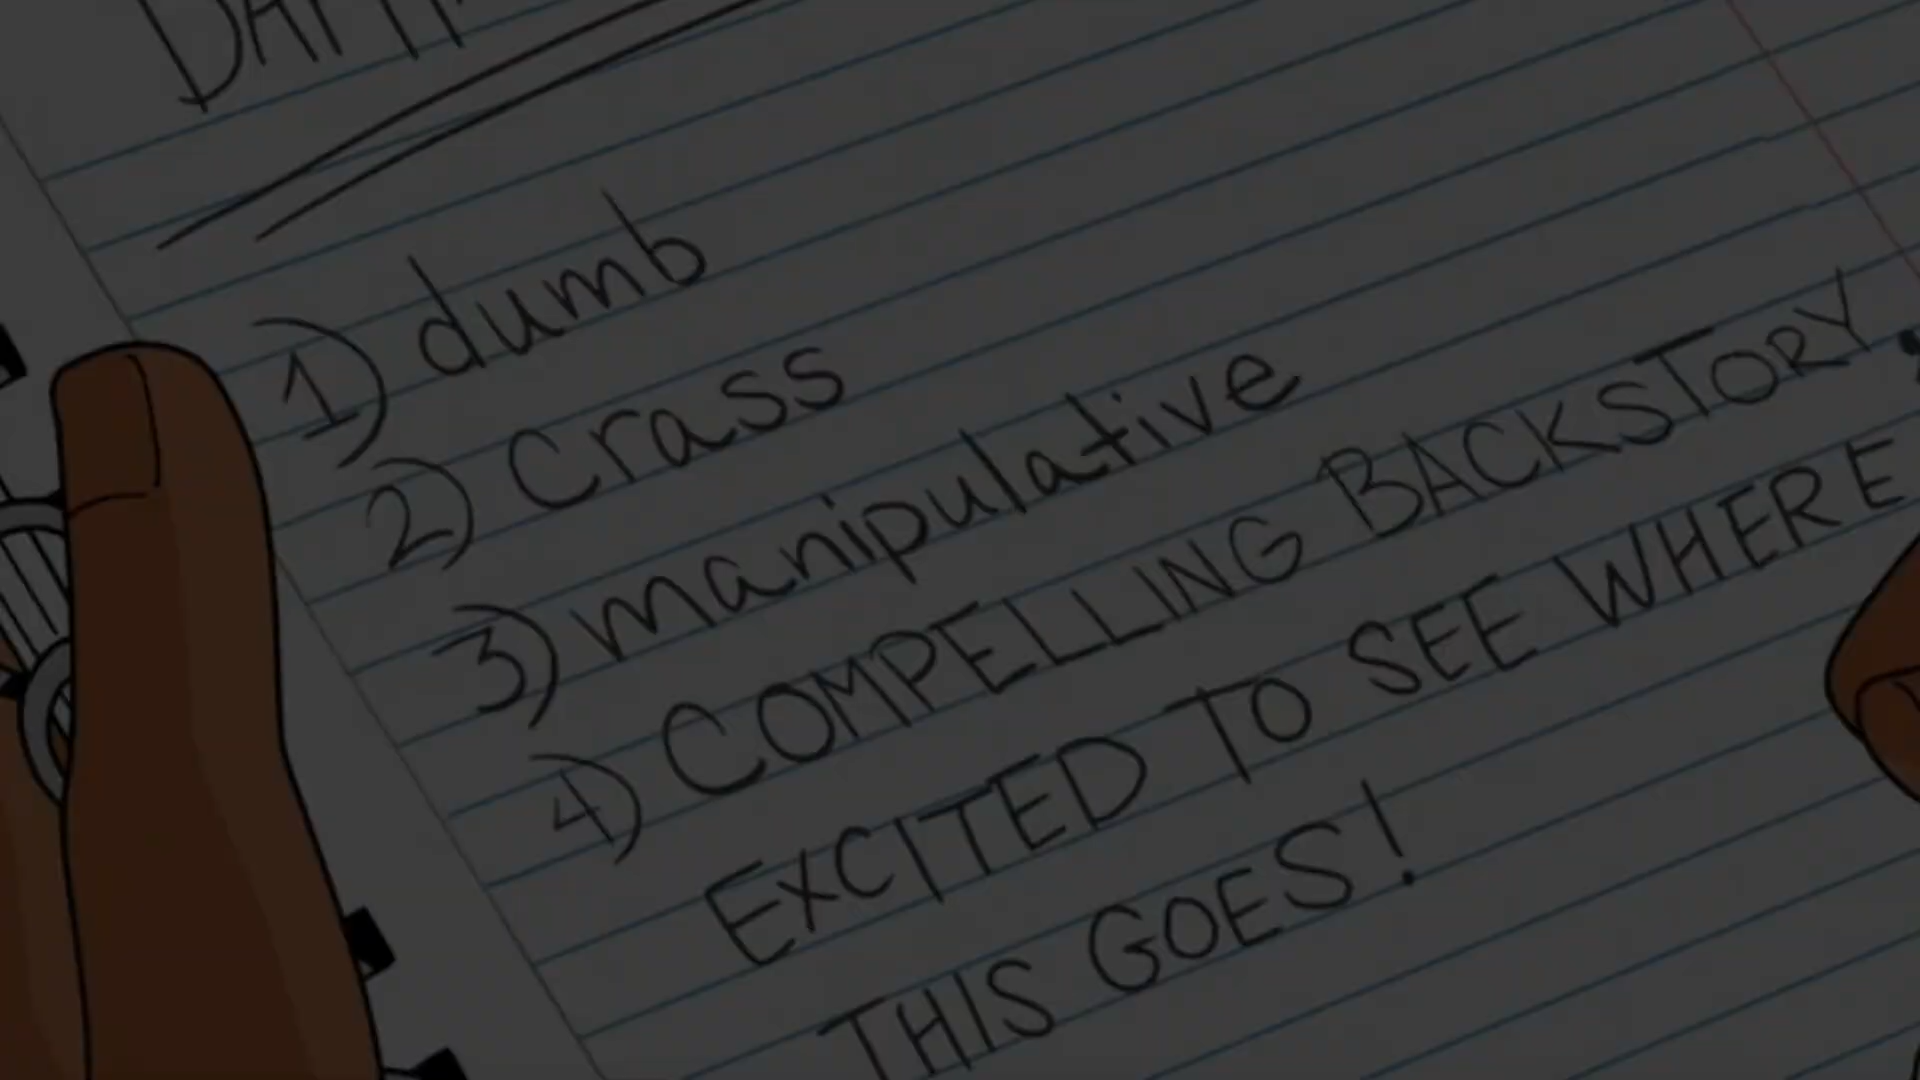 1) dumb
2) crass
3) manipulative
4) COMPELLING BACKSTORY.
EXCITED TO SEE WHERE
THIS GOES!